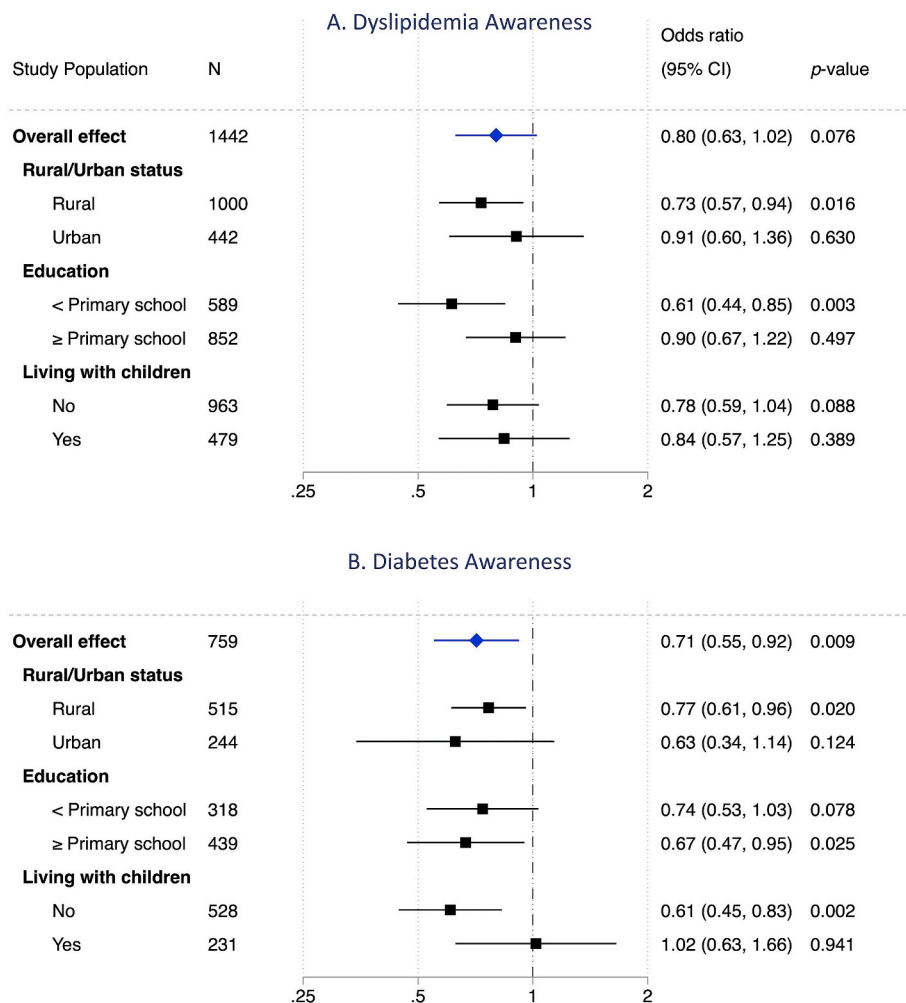 A. Dyslipidemia Awareness
Odds ratio
Study Population N (95% CI) p-value
Overall effect 1442 0.80 (0.63, 1.02) 0.076
Rural/Urban status
Rural 1000 0.73 (0.57, 0.94) 0.016
Urban 442 0.91 (0.60, 1.36) 0.630
Education
< Primary school 589 0.61 (0.44, 0.85) 0.003
≥ Primary school 852 0.90 (0.67, 1.22) 0.497
Living with children
No 963 0.78 (0.59, 1.04) 0.088
Yes 479 0.84 (0.57, 1.25) 0.389
.25 .5 1 2
B. Diabetes Awareness
Overall effect 759 0.71 (0.55, 0.92) 0.009
Rural/Urban status
Rural 515 0.77 (0.61, 0.96) 0.020
Urban 244 0.63 (0.34, 1.14) 0.124
Education
< Primary school 318 0.74 (0.53, 1.03) 0.078
≥ Primary school 439 0.67 (0.47, 0.95) 0.025
Living with children
No 528 0.61 (0.45, 0.83) 0.002
Yes 231 1.02 (0.63, 1.66) 0.941
.25 .5 1 2